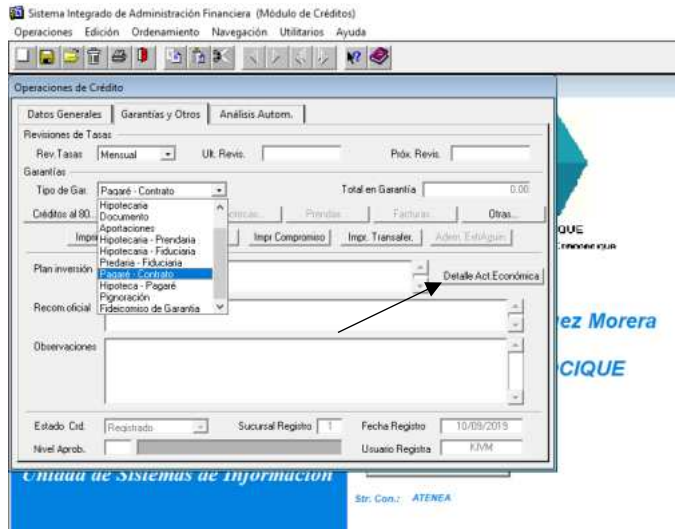 Sistema Integrado de Administración Financiera (Módulo de Créditos)
Operaciones Edición Ordenamiento Navegación Utilitarios Ayuda
Operaciones de Crédito
Datos Generales Garantías y Otros Análisis Autom.
Revisiones de Tasas
Rev.Tasas Mensual Ult. Revis. Próx. Revis.
Garantías
Tipo de Gar. Pagaré - Contrato Total en Garantía 0.00
Hipotecaria
Documento
Aportaciones
Hipotecaria - Prendaria
Hipotecaria - Fiduciaria
Predaria - Fiduciaria
Pagaré - Contrato
Hipoteca - Pagaré
Pignoración
Fideicomiso de Garantia
Créditos al 80.. Prendas Facturas Otras...
Impr Compromiso Impr. Transafer.
Plan inversión Detalle Act.Económica
Recom.oficial
Observaciones
Estado Crd. Registrado Sucursal Registro 1 Fecha Registro 10/09/2019
Nivel Aprob. Usuario Registra KJVM
QUE
ez Morera
CIQUE
Unidad de Sistemas de Información
Str. Con.: ATENEA